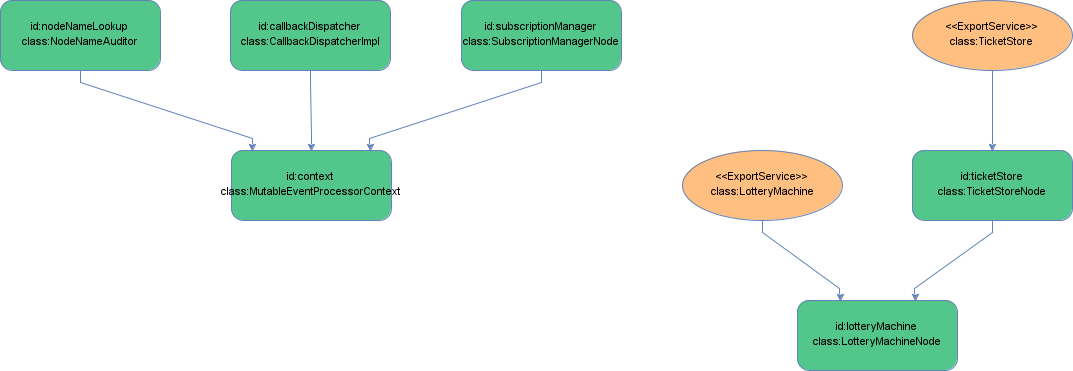 id:nodeNameLookup
class:NodeNameAuditor
id:callbackDispatcher
class:CallbackDispatcherImpl
id:subscriptionManager
class:SubscriptionManagerNode
<<ExportService>>
class:TicketStore
id:context
class:MutableEventProcessorContext
<<ExportService>>
class:LotteryMachine
id:ticketStore
class:TicketStoreNode
id:lotteryMachine
class:LotteryMachineNode